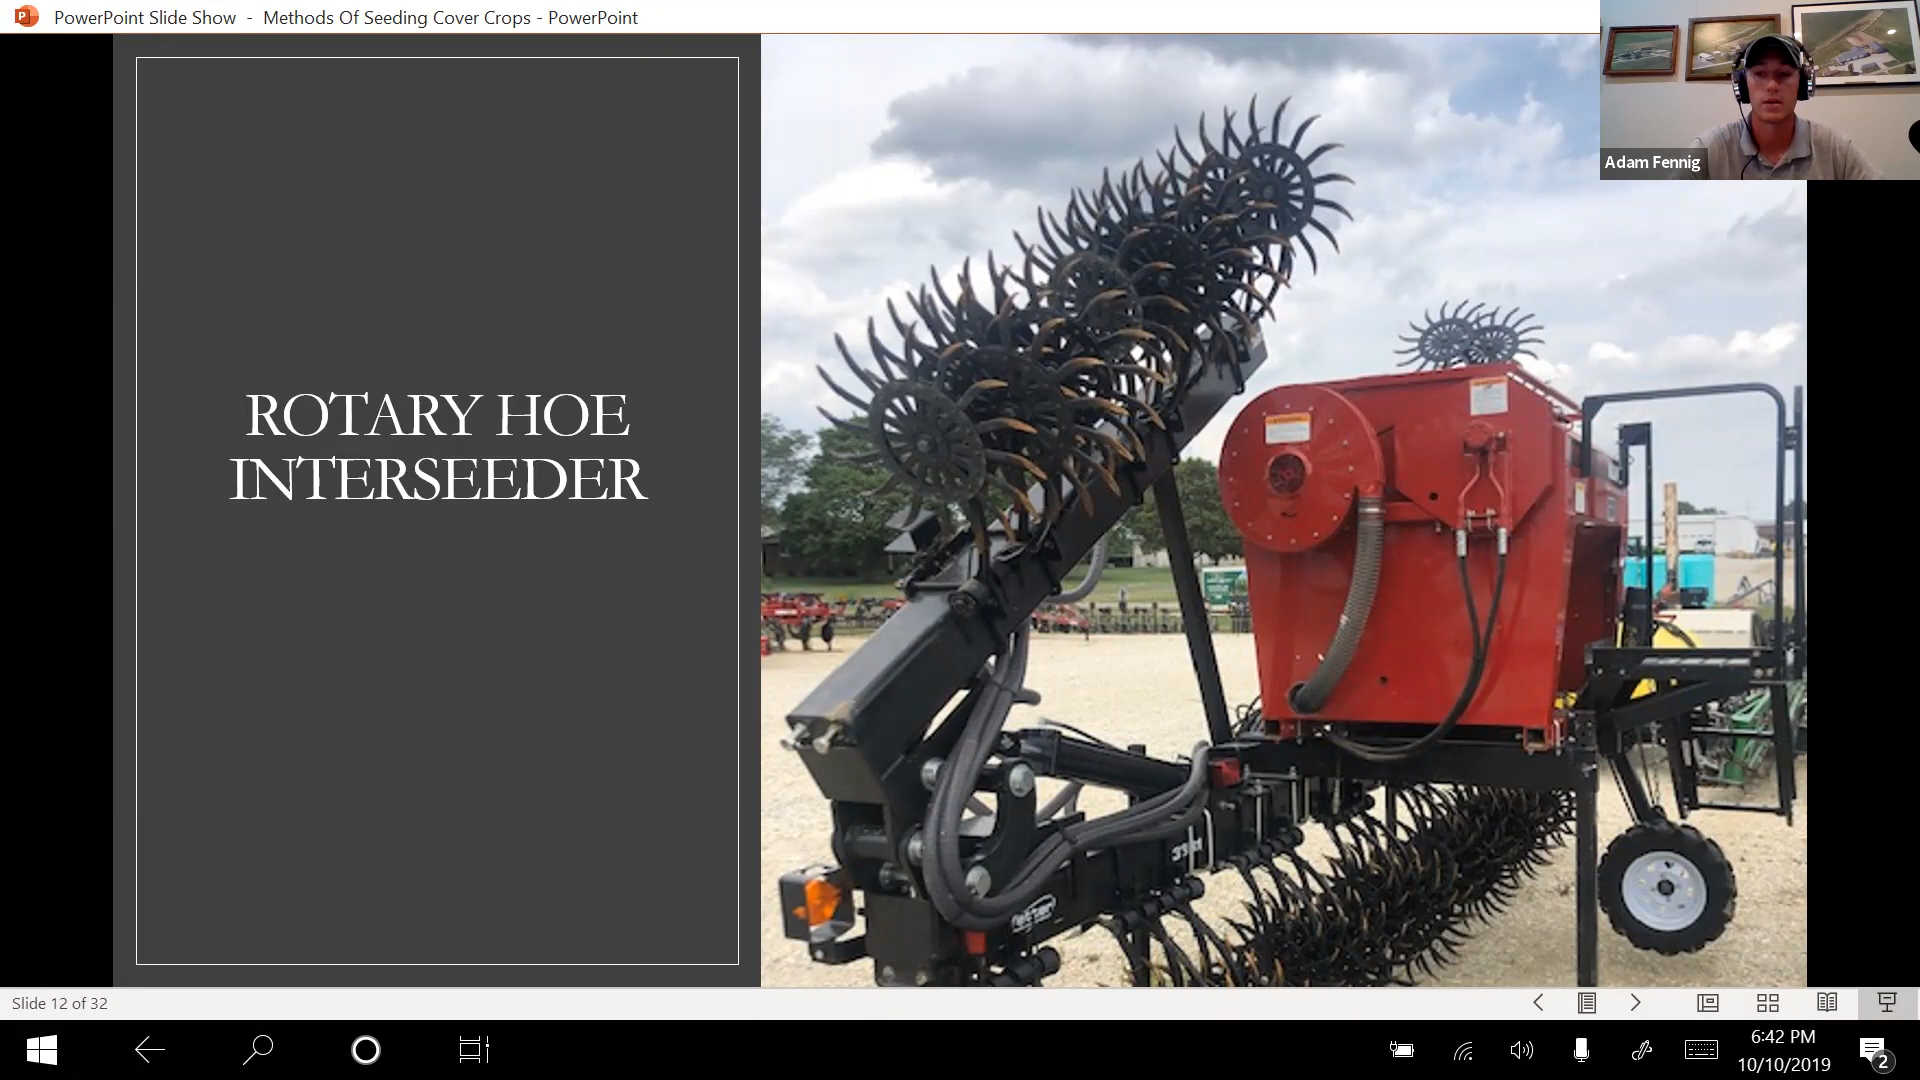 PowerPoint Slide Show - Methods Of Seeding Cover Crops - PowerPoint
Adam Fennig
ROTARY HOE
INTERSEEDER
Slide 12 of 32
6:42 PM
10/10/2019
2